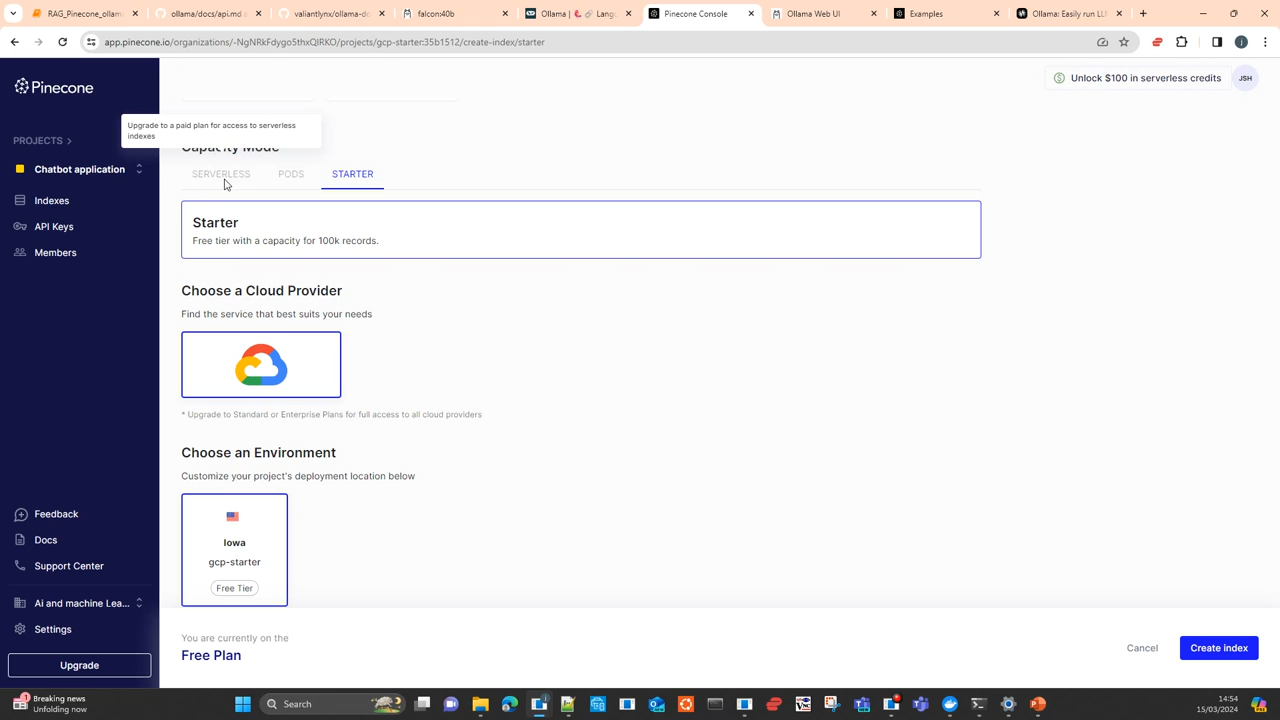 RAG_Pinecone_ollam
ollama/docs/api.md
valiantlynx/ollama-do
falcon:40b
Ollama | 🦜️🔗 Lang
Pinecone Console
Ollama Web UI
Examples
Ollama: Easily run LL
app.pinecone.io/organizations/-NgNRkFdygo5thxQlRKO/projects/gcp-starter:35b1512/create-index/starter
Pinecone
Unlock $100 in serverless credits
JSH
Upgrade to a paid plan for access to serverless
indexes
PROJECTS
Capacity Mode
Chatbot application
SERVERLESS
PODS
STARTER
Indexes
API Keys
Members
Starter
Free tier with a capacity for 100k records.
Choose a Cloud Provider
Find the service that best suits your needs
* Upgrade to Standard or Enterprise Plans for full access to all cloud providers
Choose an Environment
Customize your project's deployment location below
Iowa
gcp-starter
Free Tier
Feedback
Docs
Support Center
Ai and machine Lea...
Settings
Upgrade
You are currently on the
Free Plan
Cancel
Create index
1
Breaking news
Unfolding now
Search
14:54
15/03/2024